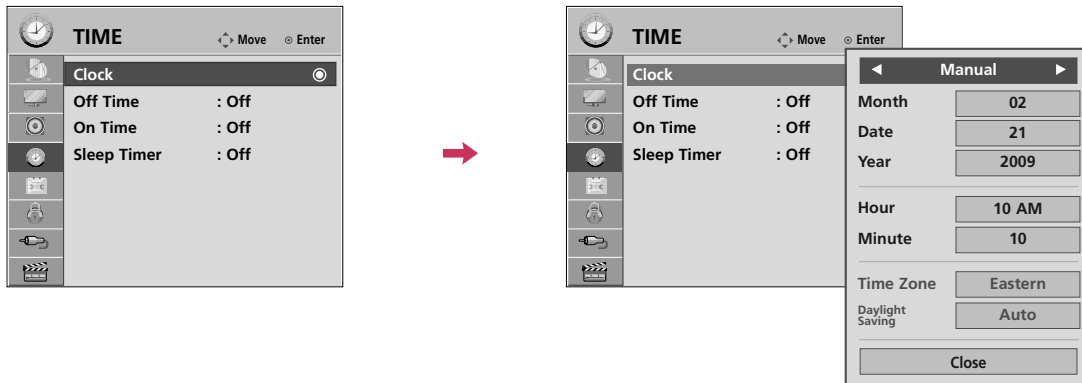 TIME Move Enter
Clock
Off Time : Off
On Time : Off
Sleep Timer : Off
TIME Move Enter
Clock
Off Time : Off
On Time : Off
Sleep Timer : Off
Manual
Month 02
Date 21
Year 2009
Hour 10 AM
Minute 10
Time Zone Eastern
Daylight
Saving Auto
Close